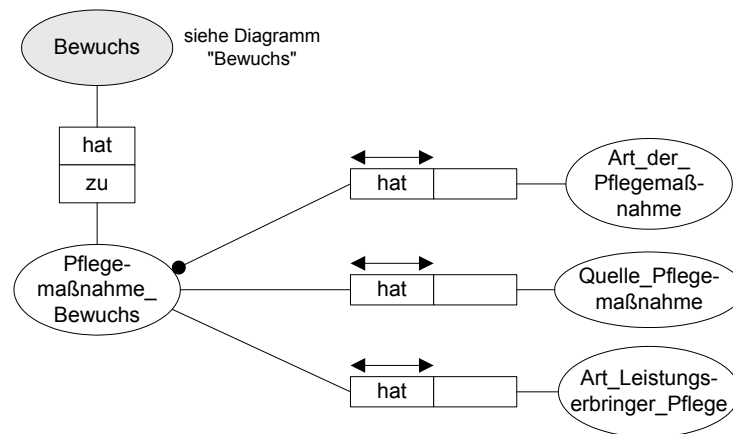 Bewuchs
siehe Diagramm
"Bewuchs"
hat
zu
Pflege-
maßnahme_
Bewuchs
hat
Art_der_
Pflegemaß-
nahme
hat
Quelle_Pflege-
maßnahme
hat
Art_Leistungs-
erbringer_Pflege